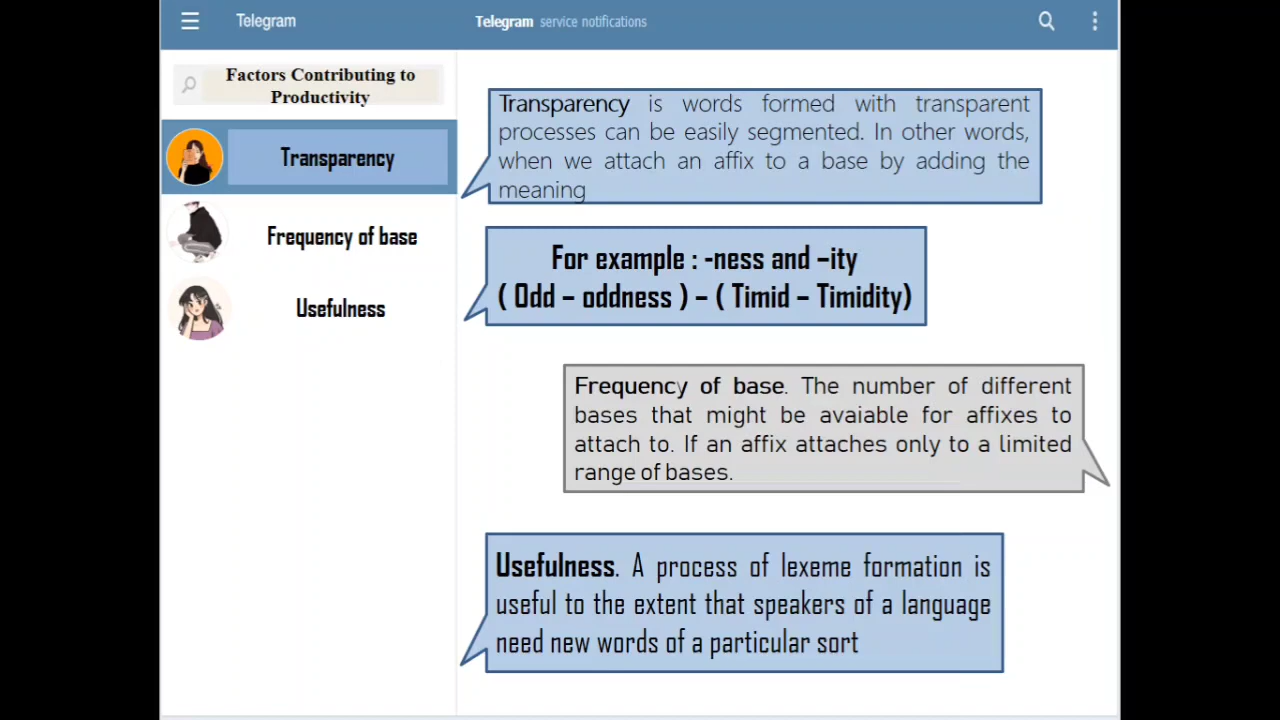 Telegram
Telegram service notifications
Factors Contributing to
Productivity
Transparency
Frequency of base
Usefulness
Transparency is words formed with transparent
processes can be easily segmented. In other words,
when we attach an affix to a base by adding the
meaning
For example : -ness and –ity
( Odd – oddness ) – ( Timid – Timidity)
Frequency of base. The number of different
bases that might be avaiable for affixes to
attach to. If an affix attaches only to a limited
range of bases.
Usefulness. A process of lexeme formation is
useful to the extent that speakers of a language
need new words of a particular sort